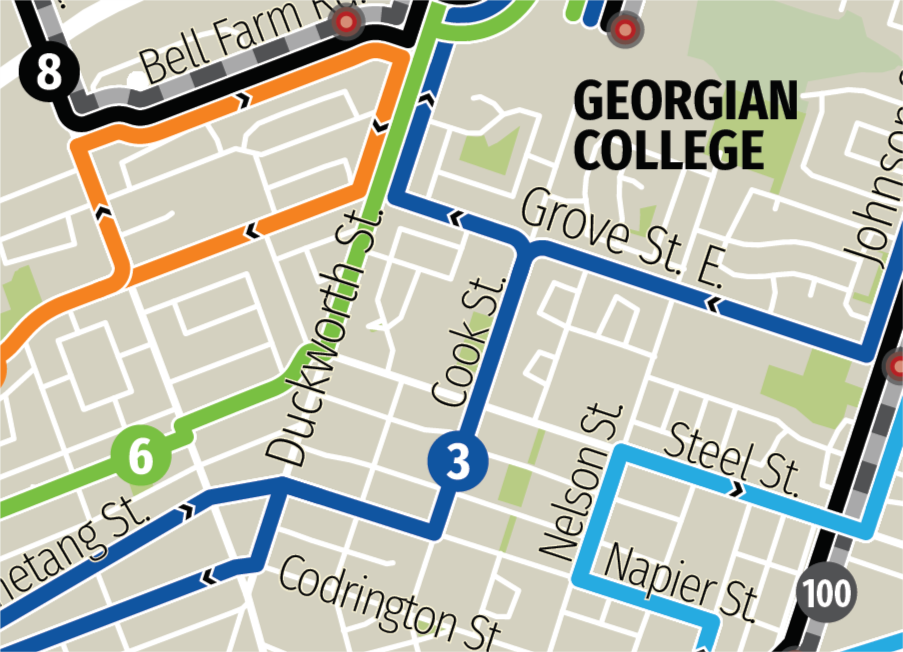 Bell Farm Rd.
8
GEORGIAN
COLLEGE
Grove St. E.
Duckworth St.
Cook St.
6
3
Nelson St.
Steel St.
Napier St.
Codrington St
100